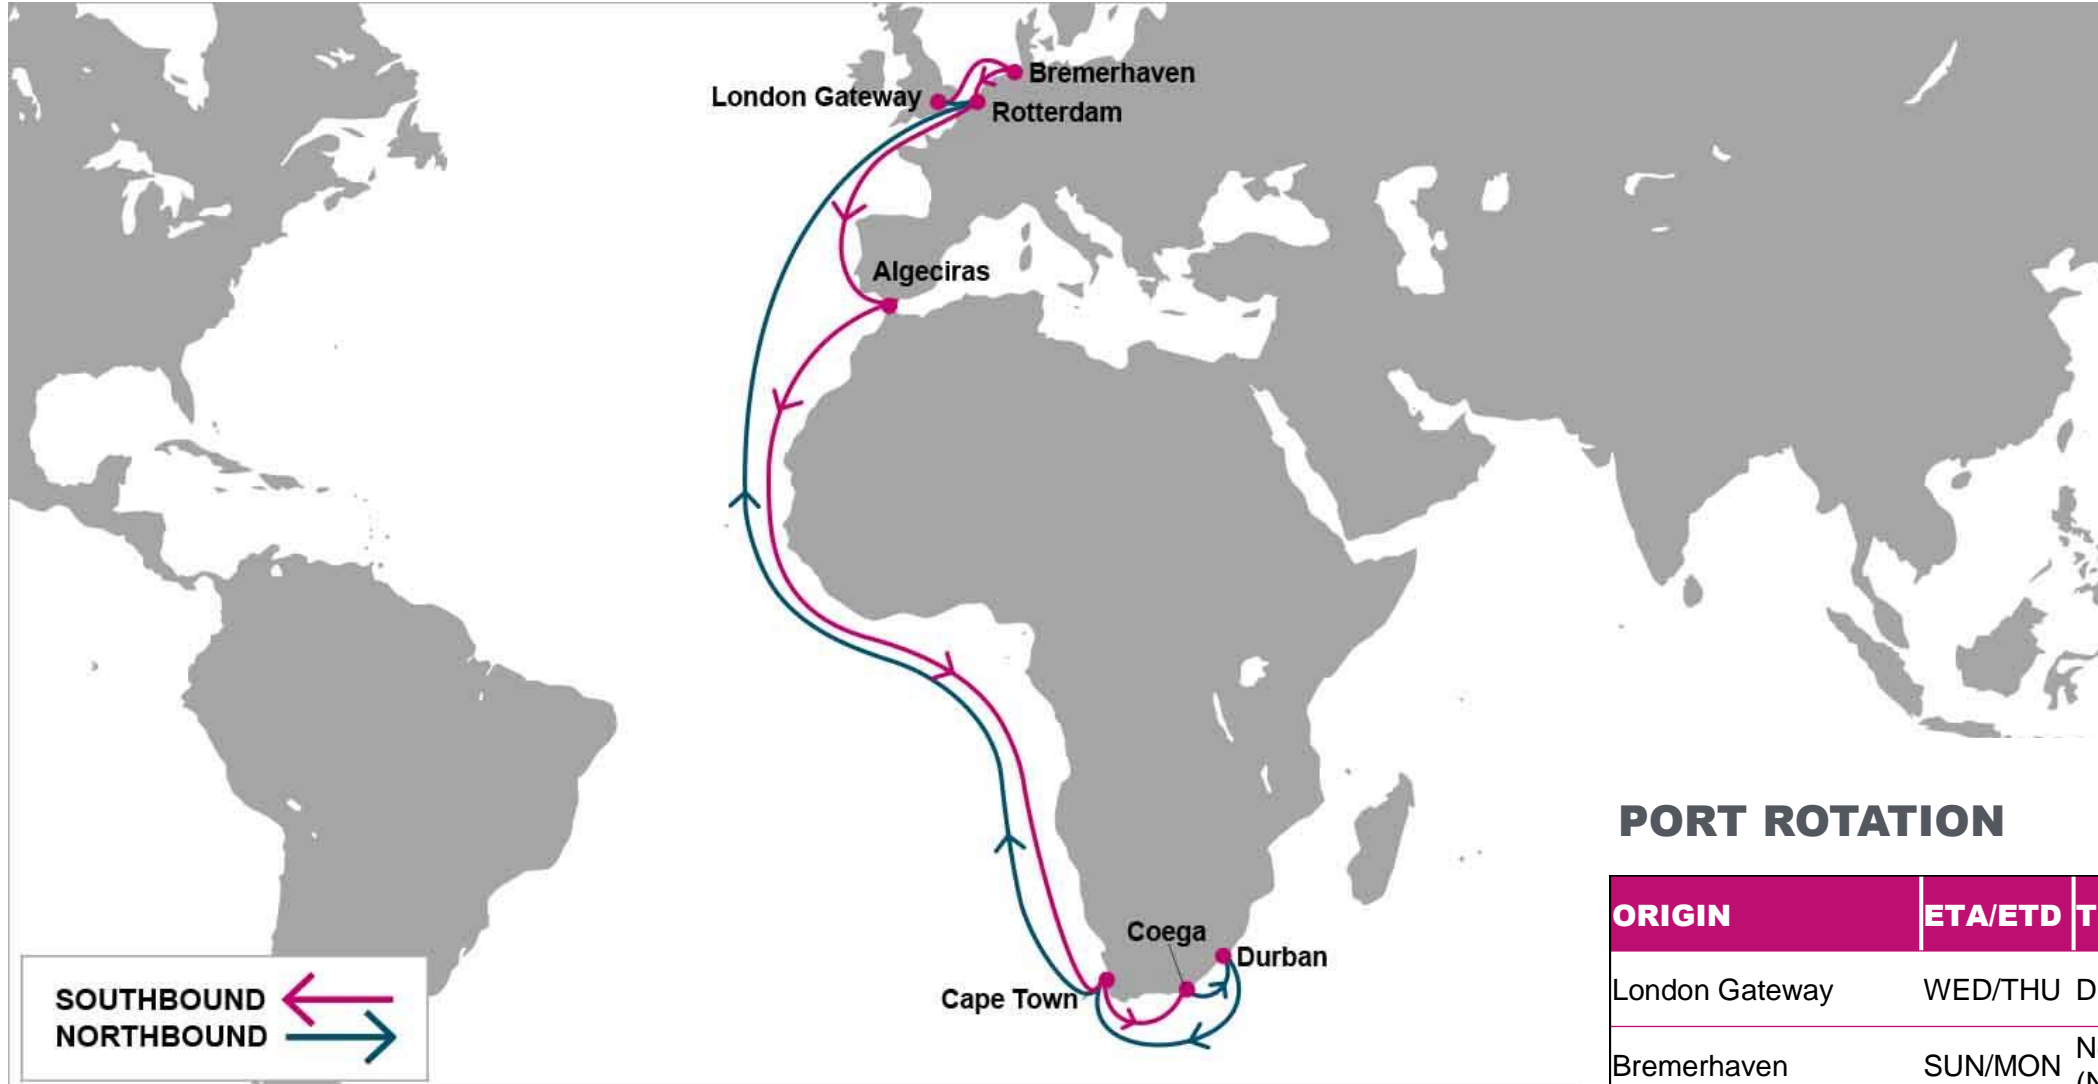 Bremerhaven
London Gateway
Rotterdam
Algeciras
Coega
Durban
Cape Town
SOUTHBOUND
NORTHBOUND
PORT ROTATION
ORIGIN ETA/ETD T
London Gateway WED/THU D
Bremerhaven SUN/MON